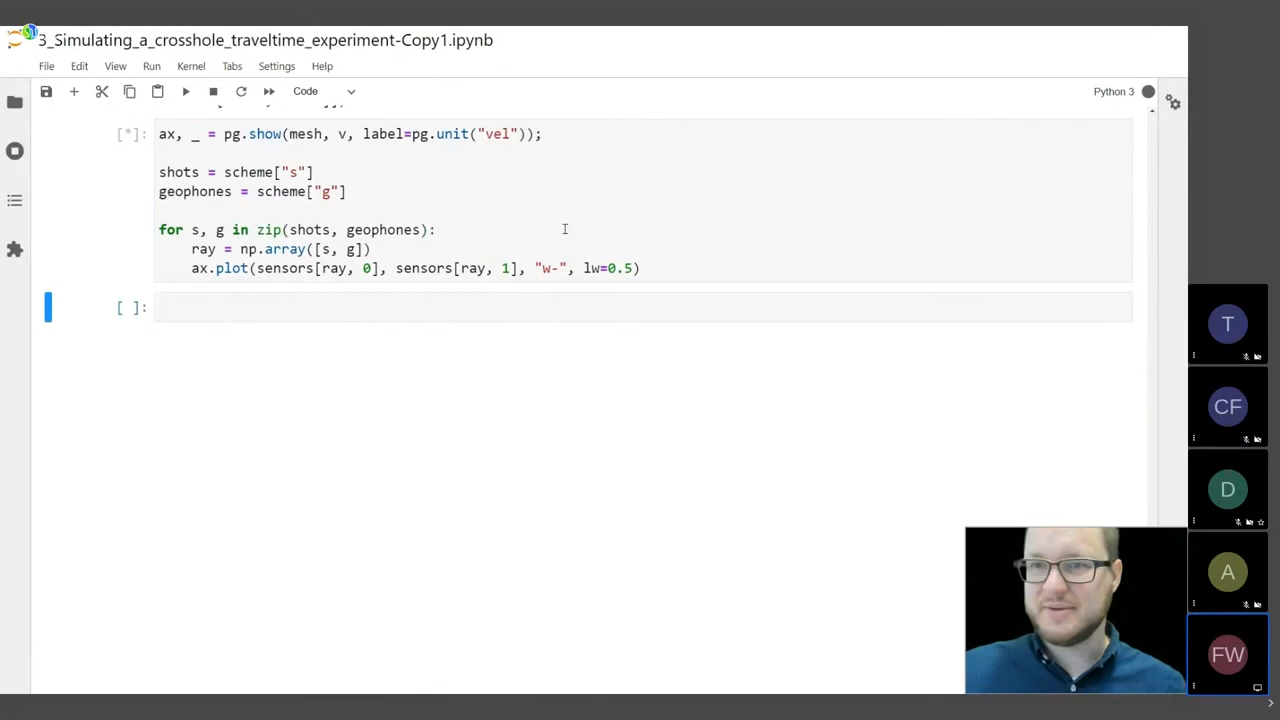 3_Simulating_a_crosshole_traveltime_experiment-Copy1.ipynb
File Edit View Run Kernel Tabs Settings Help
Code
Python 3
[*]: ax, _ = pg.show(mesh, v, label=pg.unit("vel"));
shots = scheme["s"]
geophones = scheme["g"]
for s, g in zip(shots, geophones):
ray = np.array([s, g])
ax.plot(sensors[ray, 0], sensors[ray, 1], "w-", lw=0.5)
[ ]:
T
CF
D
A
FW